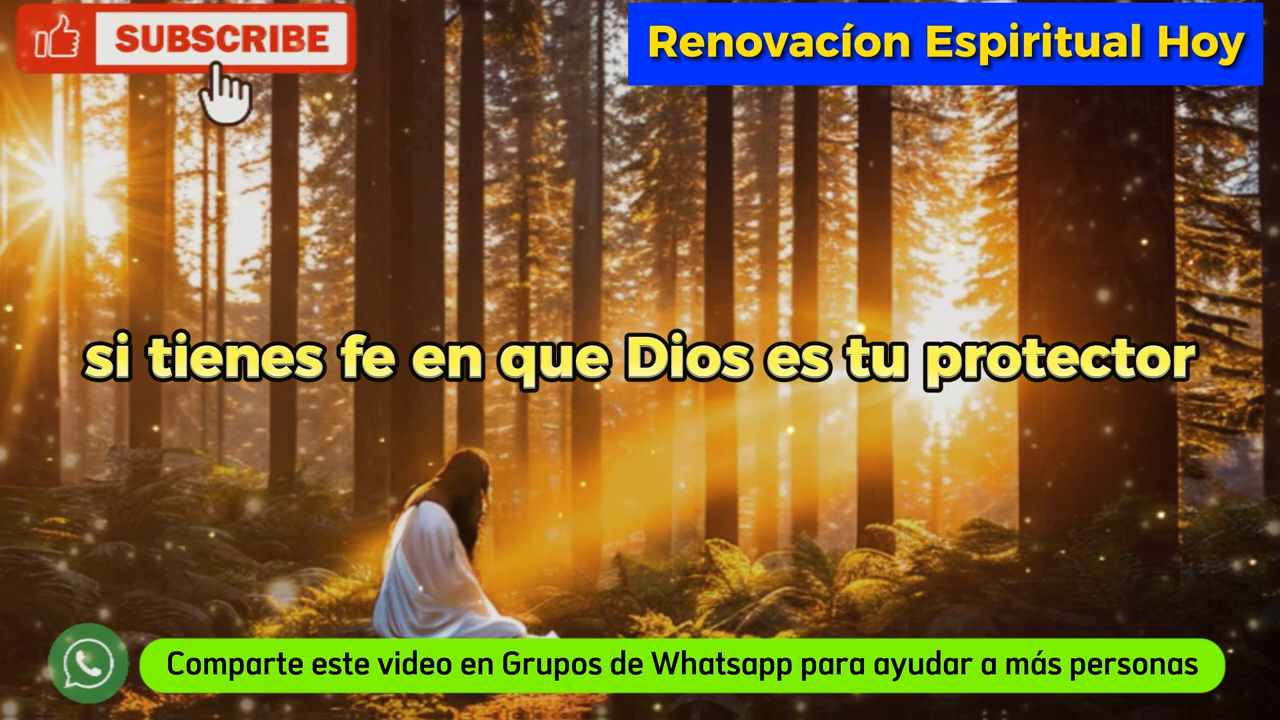 SUBSCRIBE
Renovacíon Espiritual Hoy
si tienes fe en que Dios es tu protector
Comparte este video en Grupos de Whatsapp para ayudar a más personas